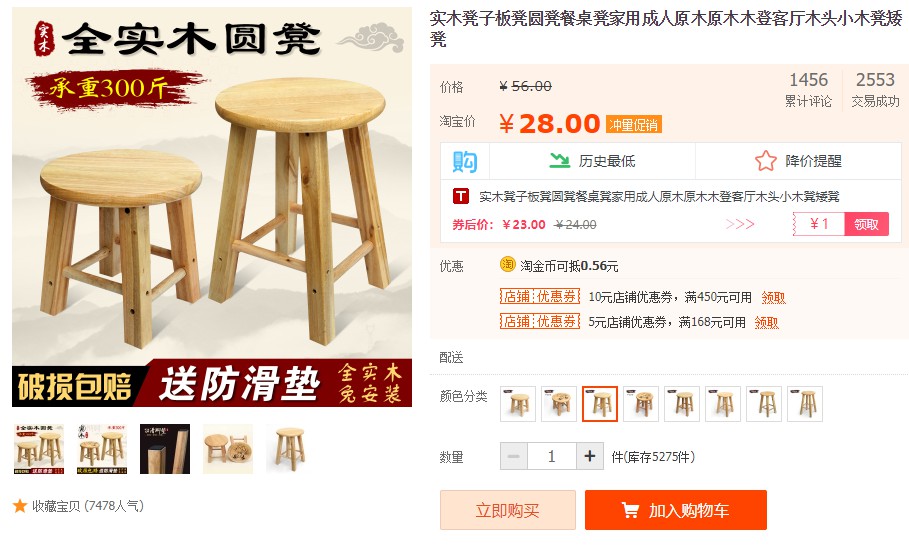 实木
全实木圆凳
承重300斤
破损包赔
送防滑垫
全实木
免安装
收藏宝贝 (7478人气)
实木凳子板凳圆凳餐桌凳家用成人原木原木木登客厅木头小木凳矮
凳
价格
¥ 56.00
1456
累计评论
2553
交易成功
淘宝价
¥ 28.00
冲量促销
购
历史最低
降价提醒
T 实木凳子板凳圆凳餐桌凳家用成人原木原木木登客厅木头小木凳矮凳
券后价: ¥23.00 ¥24.00
>>>
¥ 1
领取
优惠
淘 淘金币可抵0.56元
店铺 优惠券 10元店铺优惠券，满450元可用 领取
店铺 优惠券 5元店铺优惠券，满168元可用 领取
配送
颜色分类
数量
1
件(库存5275件)
立即购买
加入购物车